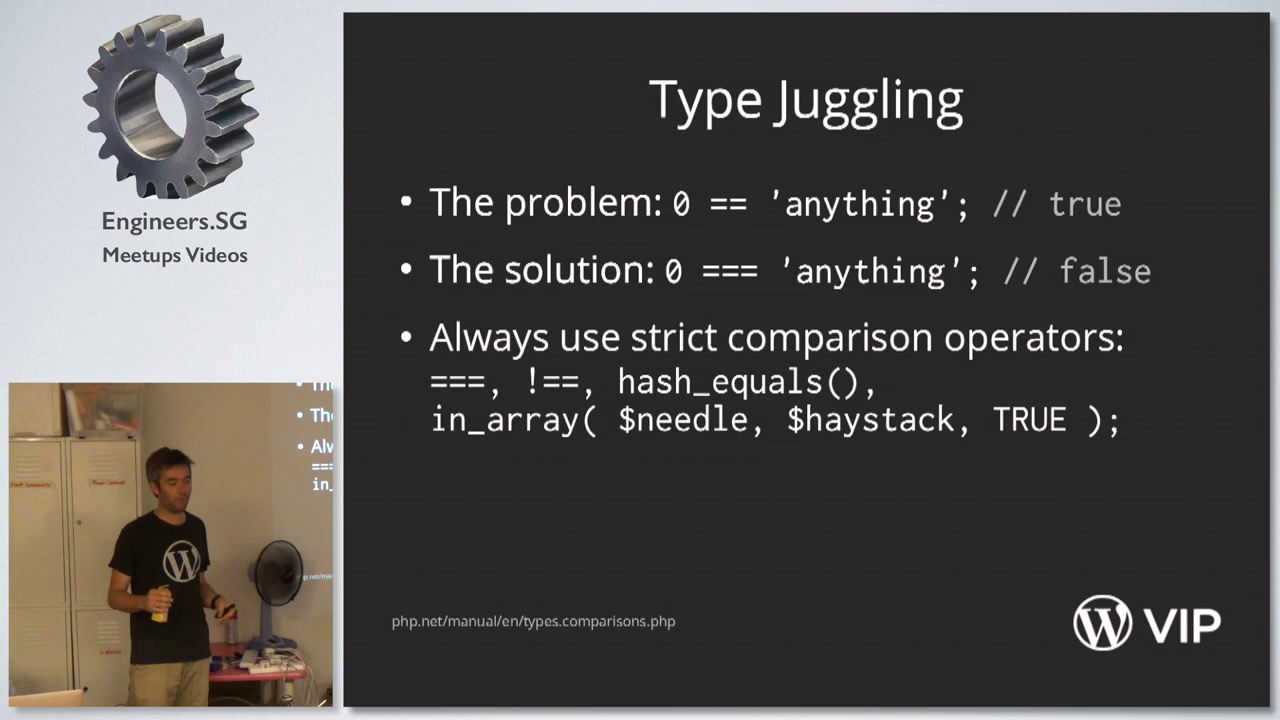 Engineers.SG
Meetups Videos
Type Juggling
• The problem: 0 == 'anything'; // true
• The solution: 0 === 'anything'; // false
• Always use strict comparison operators:
===, !==, hash_equals(),
in_array( $needle, $haystack, TRUE );
php.net/manual/en/types.comparisons.php
W VIP
W